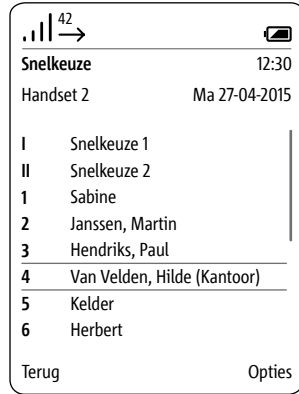 42
Snelkeuze 12:30
Handset 2 Ma 27-04-2015
I Snelkeuze 1
II Snelkeuze 2
1 Sabine
2 Janssen, Martin
3 Hendriks, Paul
4 Van Velden, Hilde (Kantoor)
5 Kelder
6 Herbert
Terug Opties